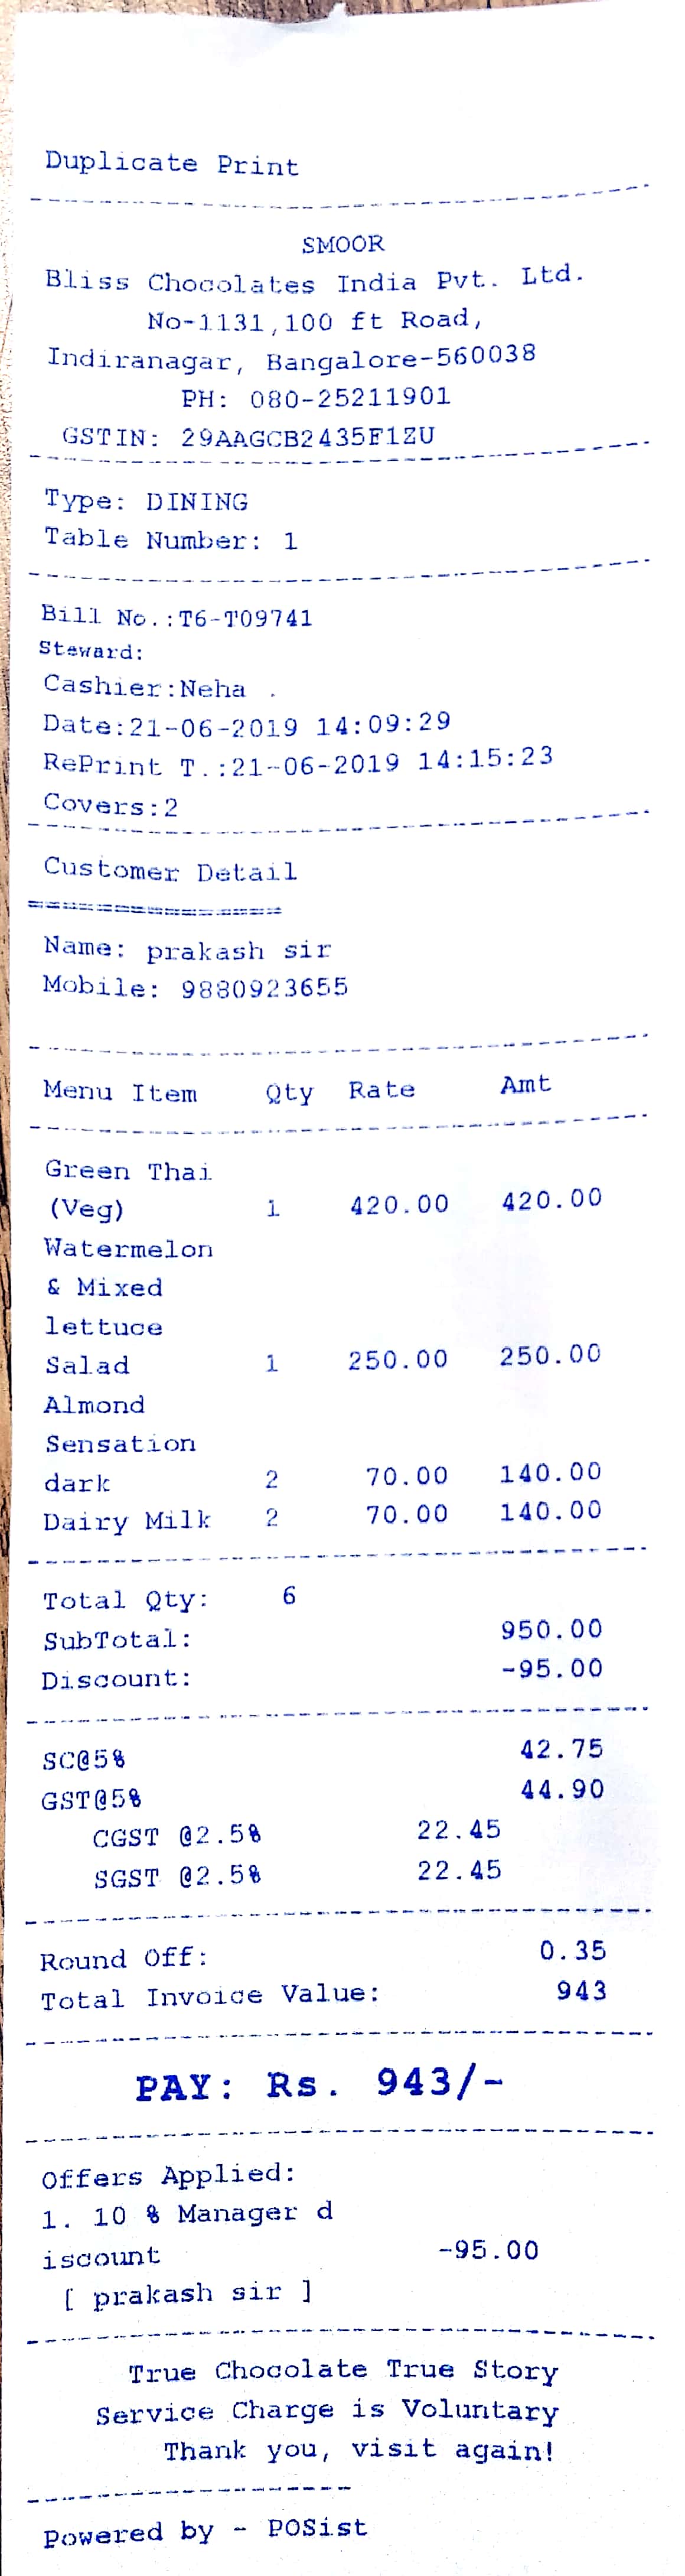 Duplicate Print
SMOOR
Bliss Chocolates India Pvt. Ltd.
No-1131,100 ft Road,
Indiranagar, Bangalore-560038
PH: 080-25211901
GSTIN: 29AAGCB2435F1ZU
Type: DINING
Table Number: 1
Bill No.:T6-T09741
Steward:
Cashier:Neha .
Date:21-06-2019 14:09:29
RePrint T.:21-06-2019 14:15:23
Covers:2
Customer Detail
===================
Name: prakash sir
Mobile: 9880923655
Menu Item Qty Rate Amt
Green Thai
(Veg) 1 420.00 420.00
Watermelon
& Mixed
lettuce
Salad 1 250.00 250.00
Almond
Sensation
dark 2 70.00 140.00
Dairy Milk 2 70.00 140.00
Total Qty: 6
SubTotal: 950.00
Discount: -95.00
SC@5% 42.75
GST@5% 44.90
CGST @2.5% 22.45
SGST @2.5% 22.45
Round Off: 0.35
Total Invoice Value: 943
PAY: Rs. 943/-
Offers Applied:
1. 10 % Manager d
iscount -95.00
[ prakash sir ]
True Chocolate True Story
Service Charge is Voluntary
Thank you, visit again!
Powered by - POSist